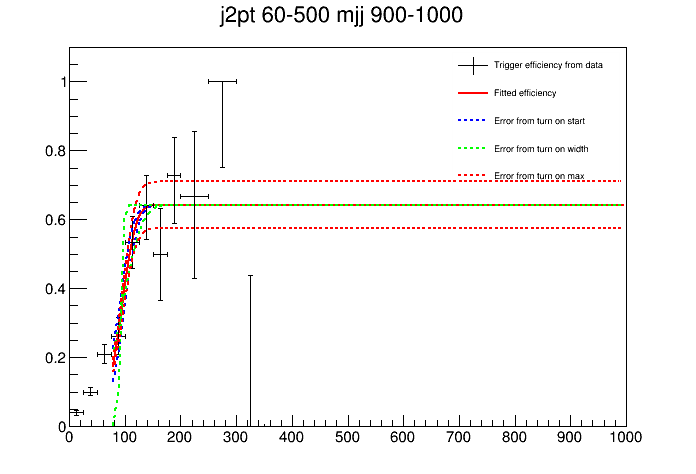 j2pt 60-500 mjj 900-1000
1
0.8
0.6
0.4
0.2
0
0 100 200 300 400 500 600 700 800 900 1000
Trigger efficiency from data
Fitted efficiency
Error from turn on start
Error from turn on width
Error from turn on max